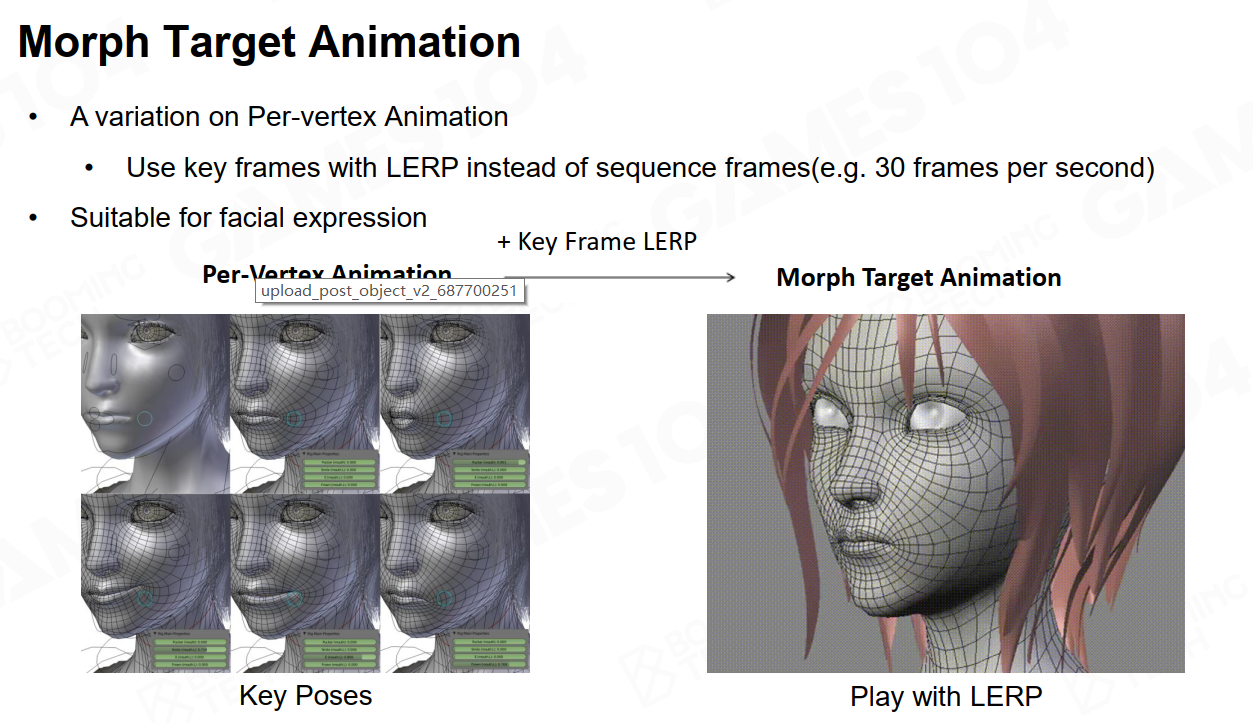 Morph Target Animation
• A variation on Per-vertex Animation
• Use key frames with LERP instead of sequence frames(e.g. 30 frames per second)
• Suitable for facial expression
+ Key Frame LERP
Per-Vertex Animation
Morph Target Animation
upload_post_object_v2_687700251
Key Poses
Play with LERP
GAMES104
BOOMING